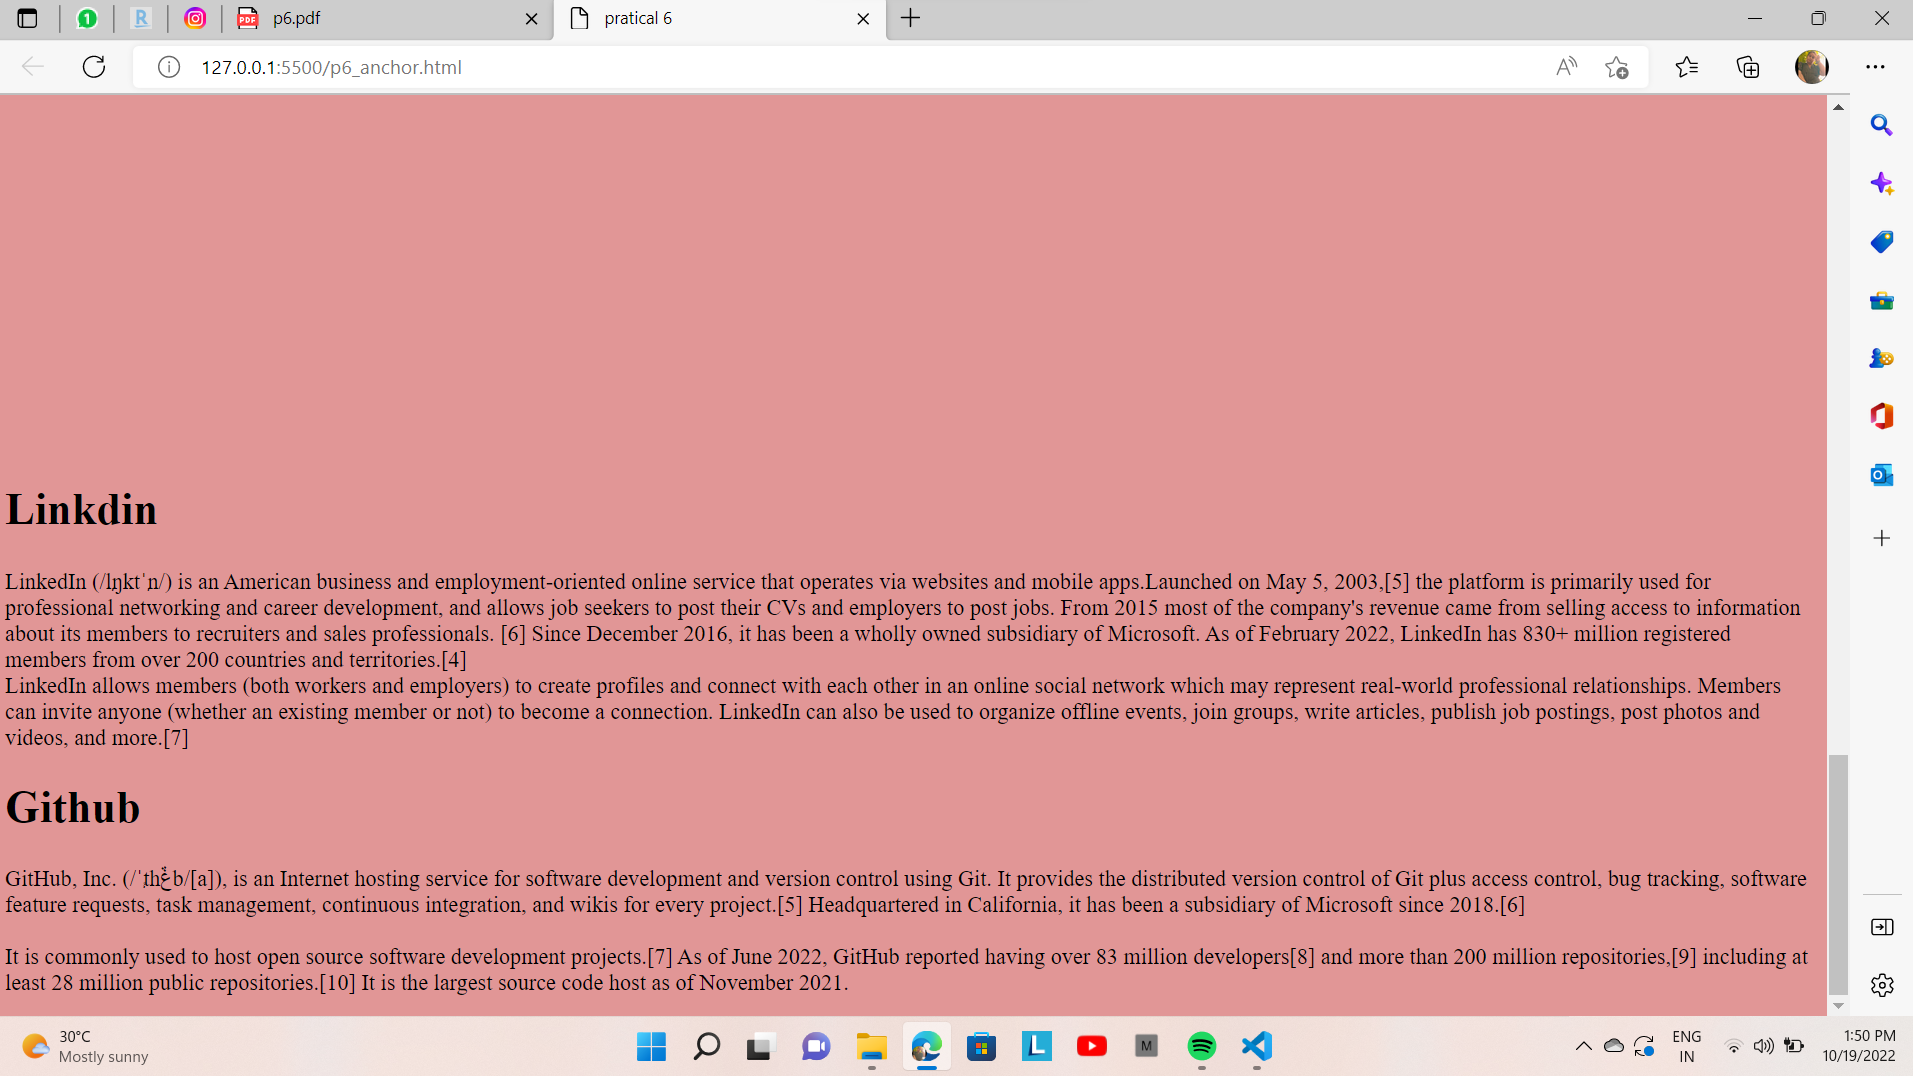 p6.pdf
pratical 6
127.0.0.1:5500/p6_anchor.html
Linkdin
LinkedIn (/lŋktˈn/) is an American business and employment-oriented online service that operates via websites and mobile apps.Launched on May 5, 2003,[5] the platform is primarily used for
professional networking and career development, and allows job seekers to post their CVs and employers to post jobs. From 2015 most of the company's revenue came from selling access to information
about its members to recruiters and sales professionals. [6] Since December 2016, it has been a wholly owned subsidiary of Microsoft. As of February 2022, LinkedIn has 830+ million registered
members from over 200 countries and territories.[4]
LinkedIn allows members (both workers and employers) to create profiles and connect with each other in an online social network which may represent real-world professional relationships. Members
can invite anyone (whether an existing member or not) to become a connection. LinkedIn can also be used to organize offline events, join groups, write articles, publish job postings, post photos and
videos, and more.[7]
Github
GitHub, Inc. is an Internet hosting service for software development and version control using Git. It provides the distributed version control of Git plus access control, bug tracking, software
feature requests, task management, continuous integration, and wikis for every project.[5] Headquartered in California, it has been a subsidiary of Microsoft since 2018.[6]
It is commonly used to host open source software development projects.[7] As of June 2022, GitHub reported having over 83 million developers[8] and more than 200 million repositories,[9] including at
least 28 million public repositories.[10] It is the largest source code host as of November 2021.
30°C
Mostly sunny
ENG
IN
1:50 PM
10/19/2022